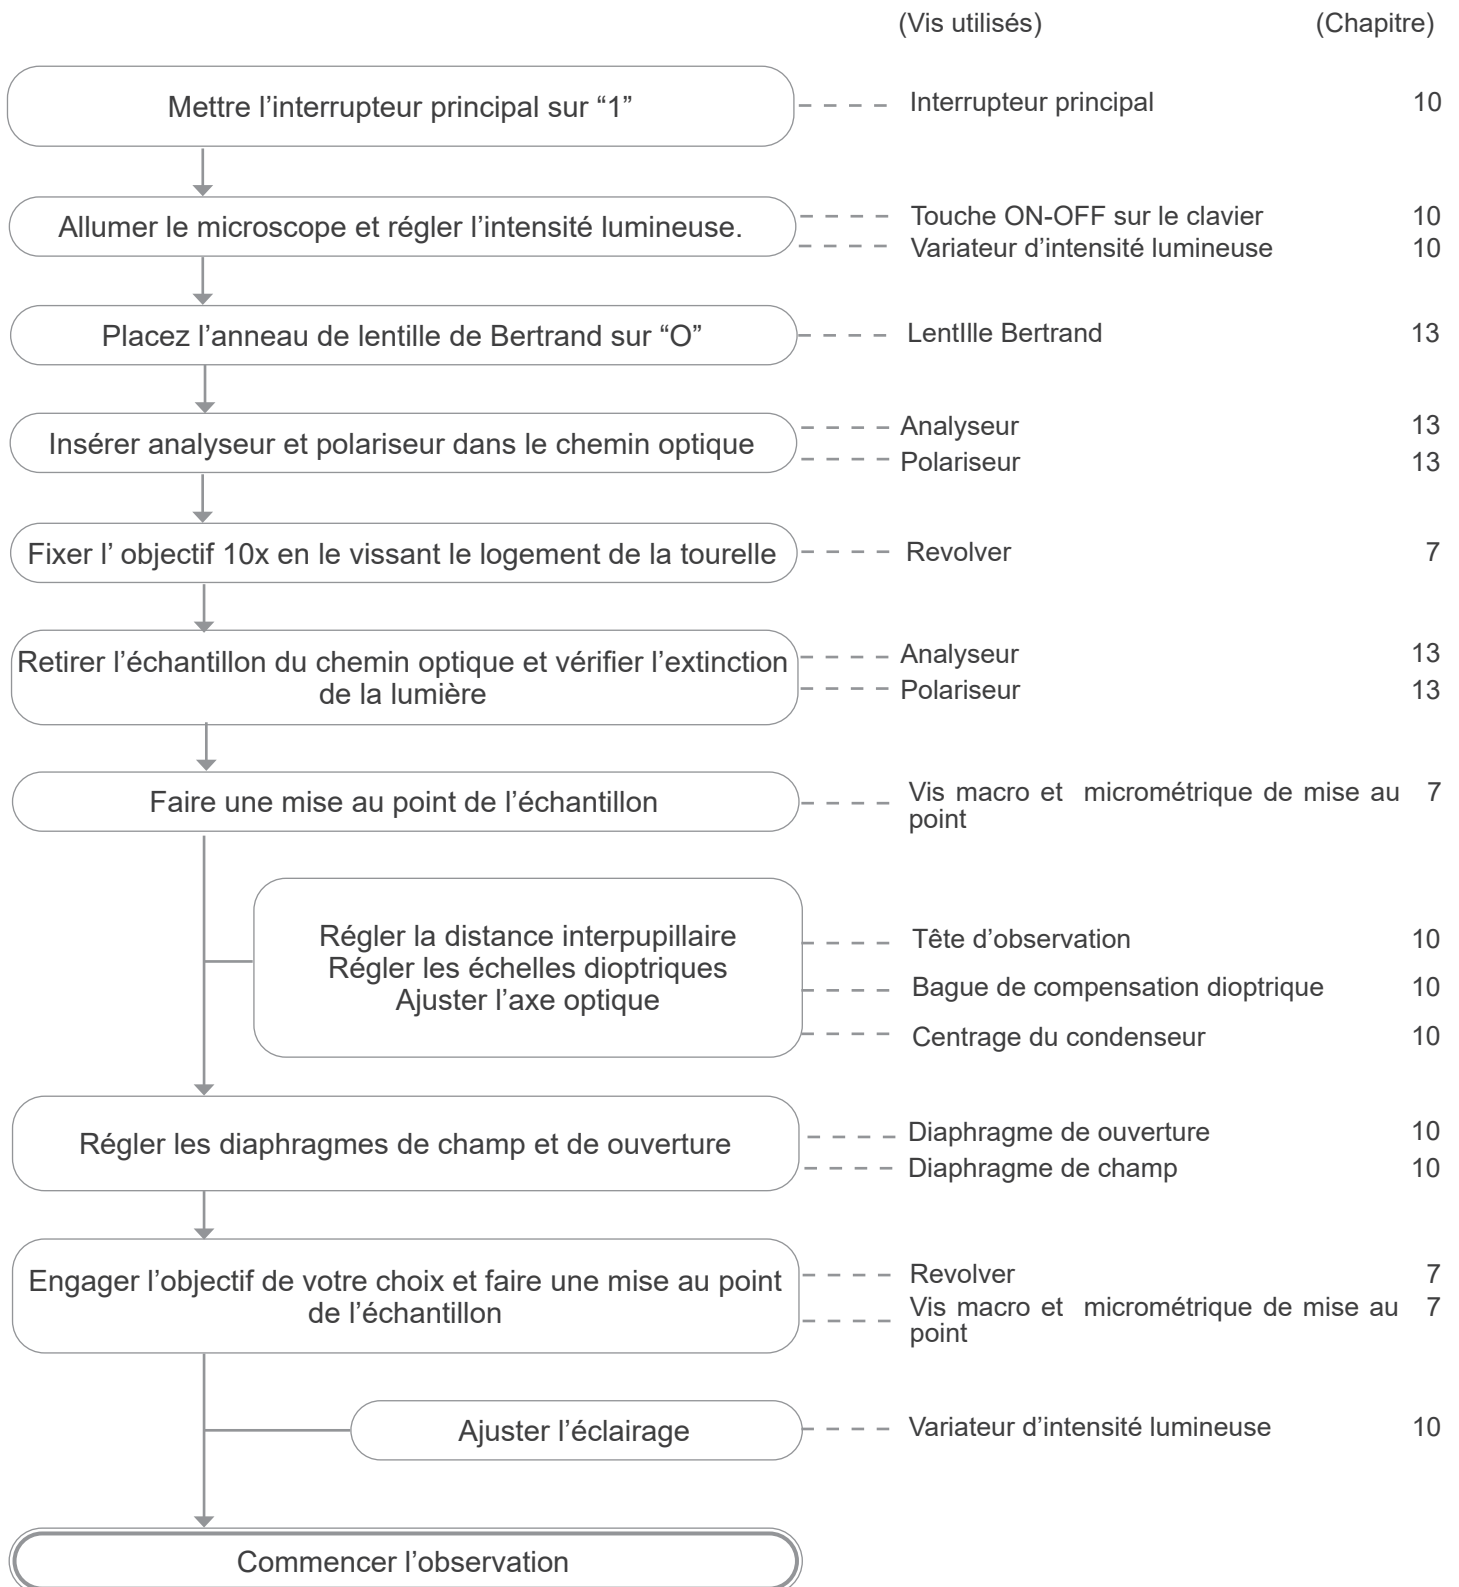 (Vis utilisés) (Chapitre)
Mettre l’interrupteur principal sur “1” Interrupteur principal 10
Allumer le microscope et régler l’intensité lumineuse. Touche ON-OFF sur le clavier 10
Variateur d’intensité lumineuse 10
Placez l’anneau de lentille de Bertrand sur “O” LentIlle Bertrand 13
Insérer analyseur et polariseur dans le chemin optique Analyseur 13
Polariseur 13
Fixer l’ objectif 10x en le vissant le logement de la tourelle Revolver 7
Retirer l’échantillon du chemin optique et vérifier l’extinction
de la lumière
Analyseur 13
Polariseur 13
Faire une mise au point de l’échantillon
Vis macro et micrométrique de mise au 7
point
Régler la distance interpupillaire
Régler les échelles dioptriques
Ajuster l’axe optique
Tête d’observation 10
Bague de compensation dioptrique 10
Centrage du condenseur 10
Régler les diaphragmes de champ et de ouverture
Diaphragme de ouverture 10
Diaphragme de champ 10
Engager l’objectif de votre choix et faire une mise au point
de l’échantillon
Revolver 7
Vis macro et micrométrique de mise au 7
point
Ajuster l’éclairage Variateur d’intensité lumineuse 10
Commencer l’observation